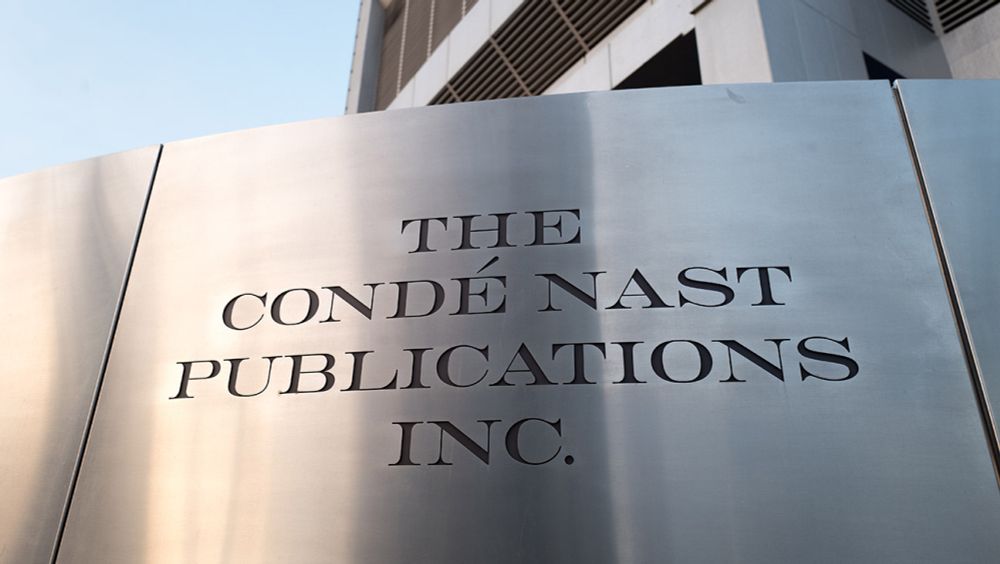 THE
CONDÉ NAST
PUBLICATIONS
INC.